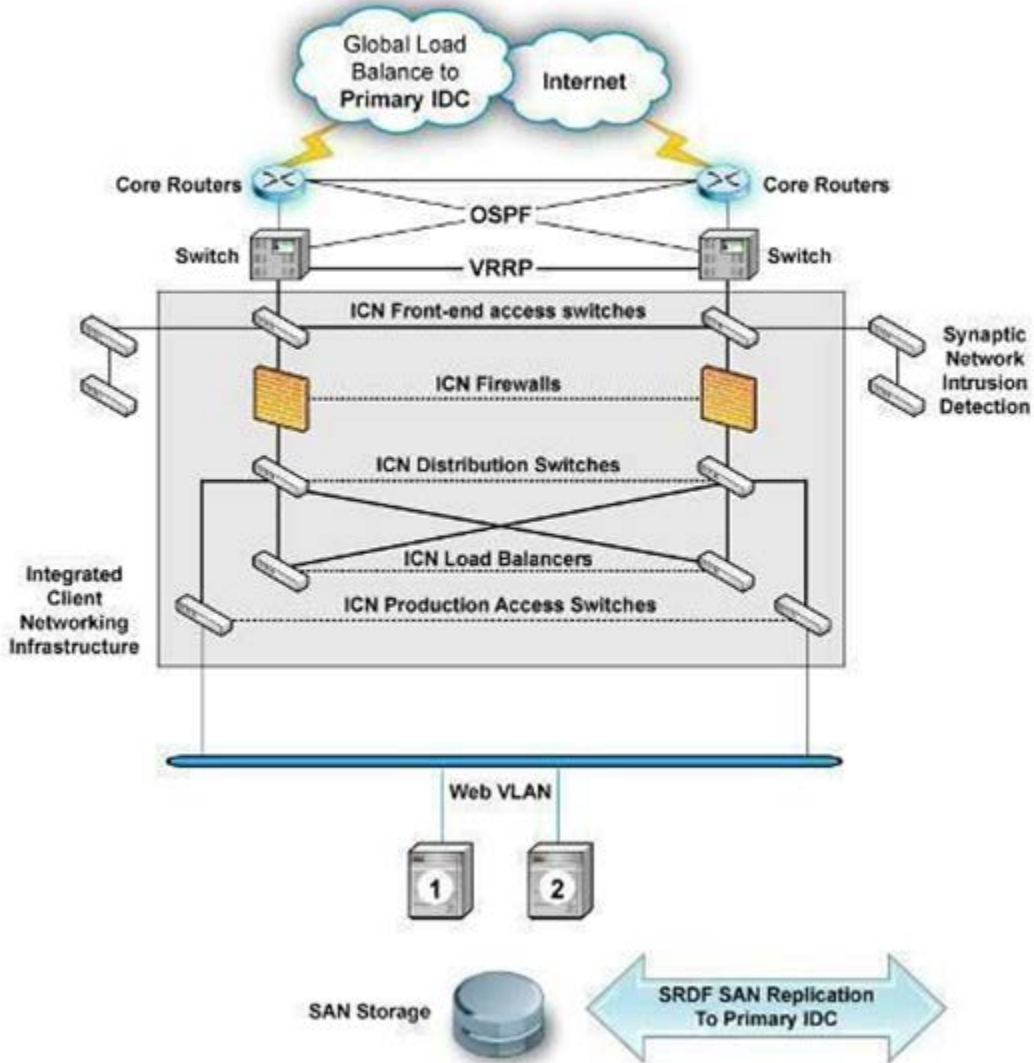 Global Load
Balance to
Primary IDC
Internet
Core Routers
Core Routers
OSPF
Switch
VRRP
Switch
ICN Front-end access switches
Synaptic
Network
Intrusion
Detection
ICN Firewalls
ICN Distribution Switches
ICN Load Balancers
Integrated
Client
Networking
Infrastructure
ICN Production Access Switches
Web VLAN
1
2
SAN Storage
SRDF SAN Replication
To Primary IDC